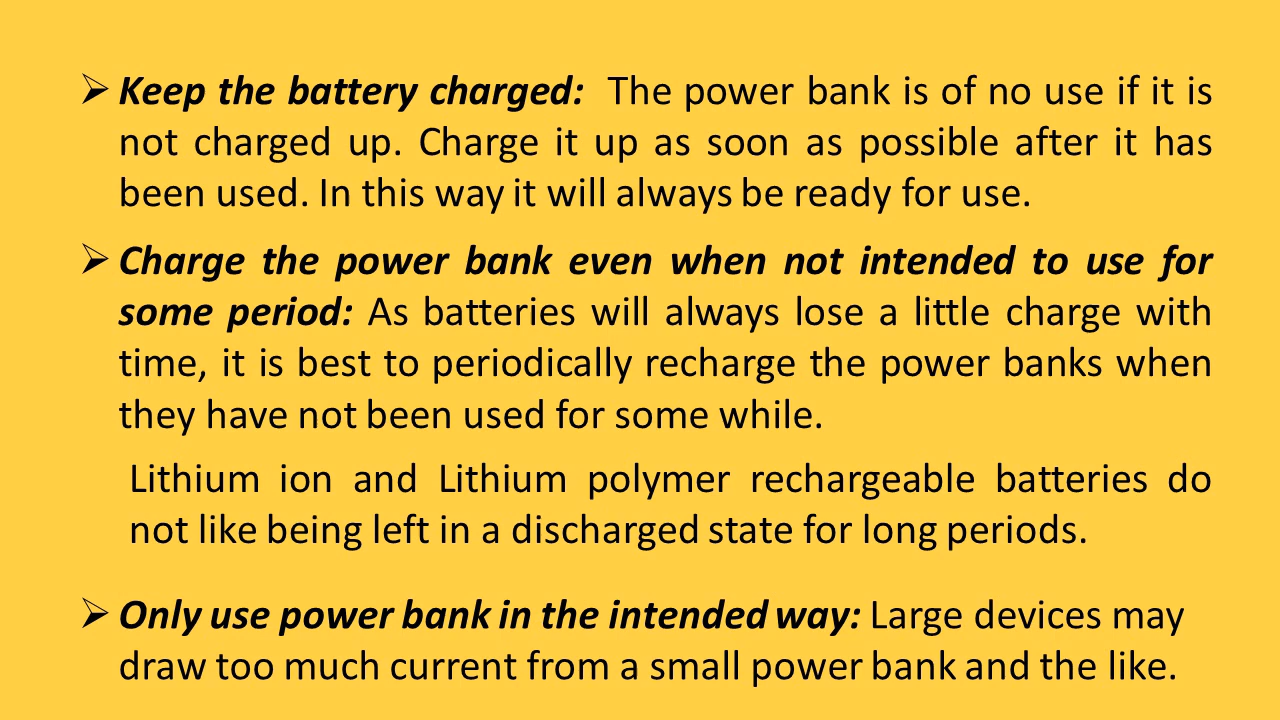 ➢ Keep the battery charged: The power bank is of no use if it is
not charged up. Charge it up as soon as possible after it has
been used. In this way it will always be ready for use.
➢ Charge the power bank even when not intended to use for
some period: As batteries will always lose a little charge with
time, it is best to periodically recharge the power banks when
they have not been used for some while.
Lithium ion and Lithium polymer rechargeable batteries do
not like being left in a discharged state for long periods.
➢ Only use power bank in the intended way: Large devices may
draw too much current from a small power bank and the like.